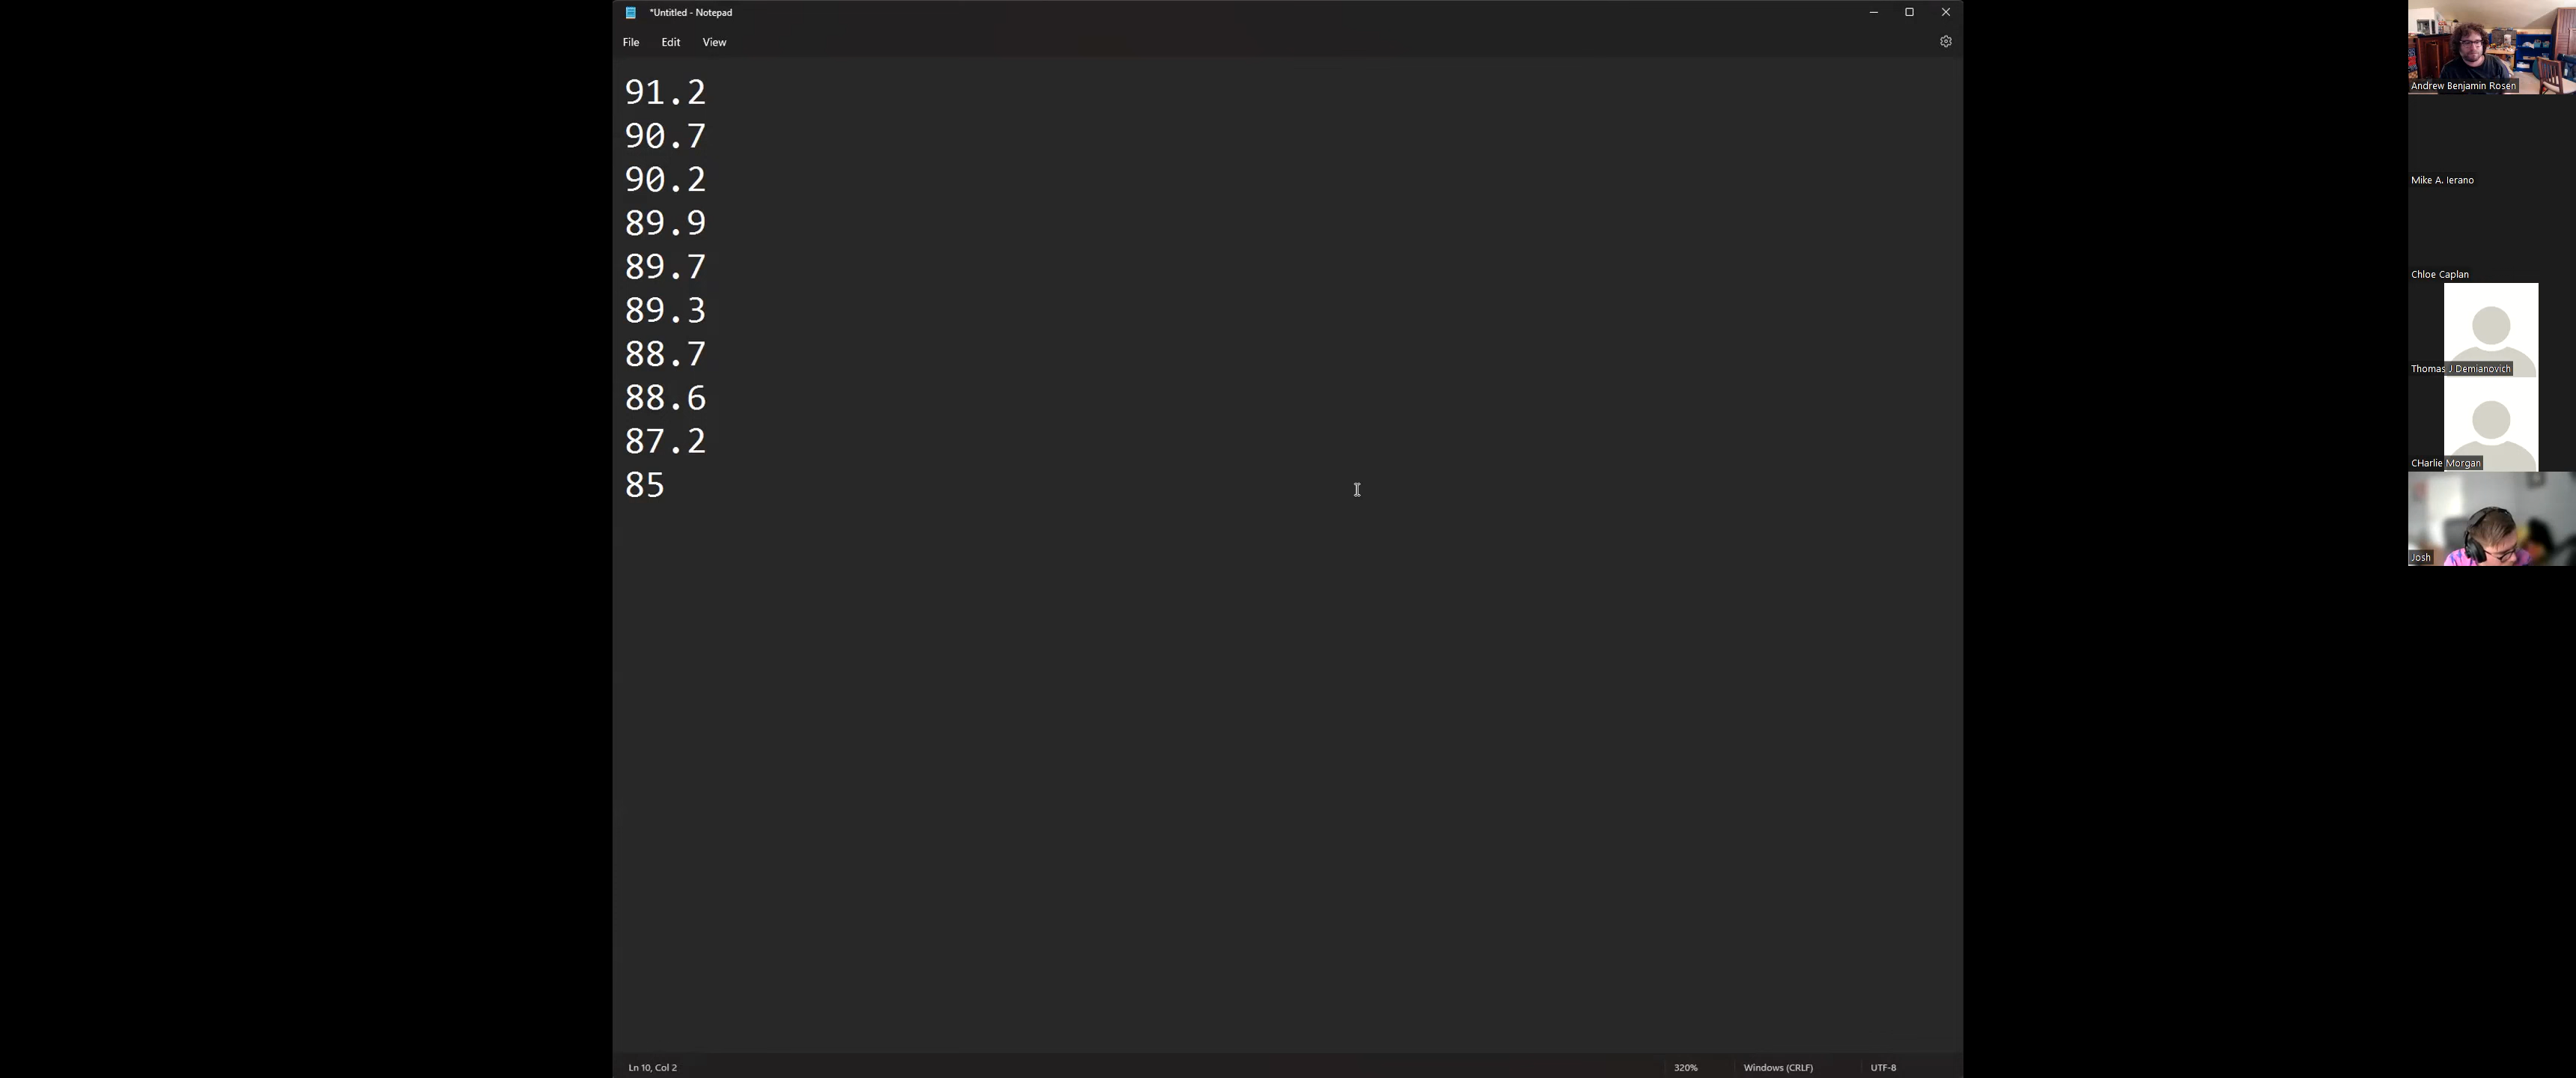 *Untitled - Notepad
File Edit View
91.2
90.7
90.2
89.9
89.7
89.3
88.7
88.6
87.2
85
Ln 10, Col 2
320%
Windows (CRLF)
UTF-8
Andrew Benjamin Rosen
Mike A. Ierano
Chloe Caplan
Thomas J Demianovich
CHarlie Morgan
Josh